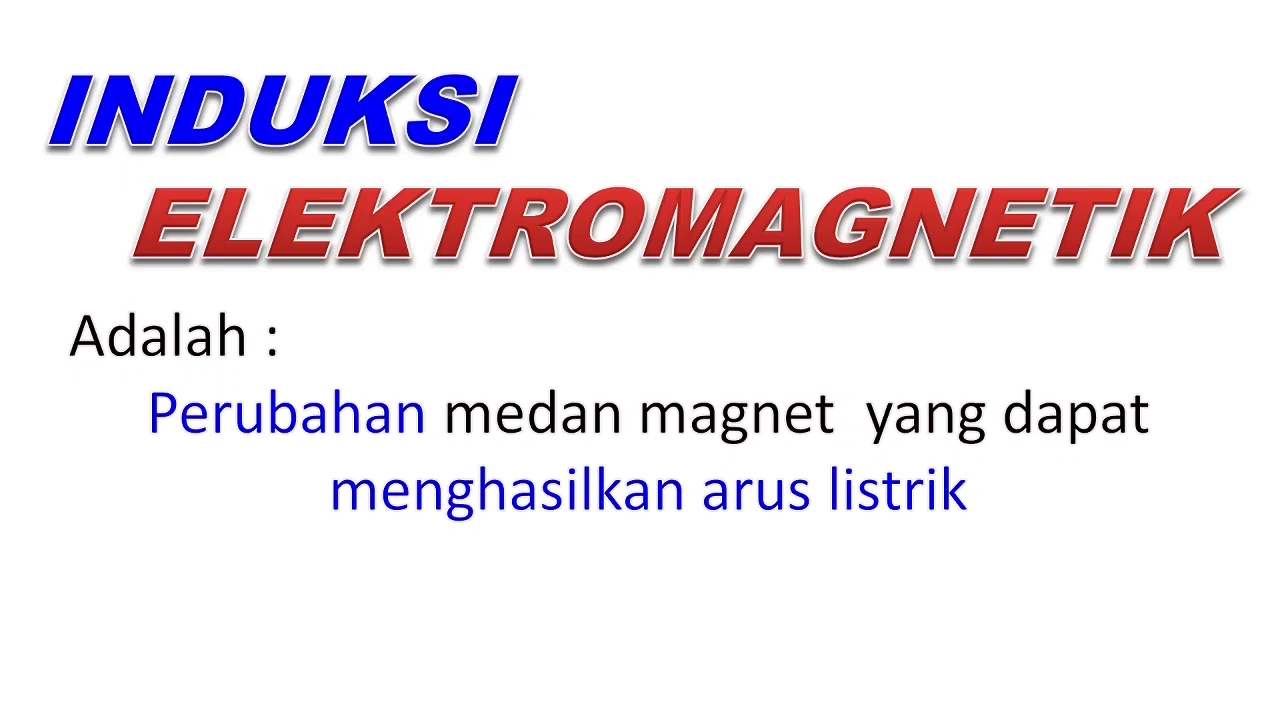 INDUKSI
ELEKTROMAGNETIK
Adalah :
Perubahan medan magnet yang dapat
menghasilkan arus listrik